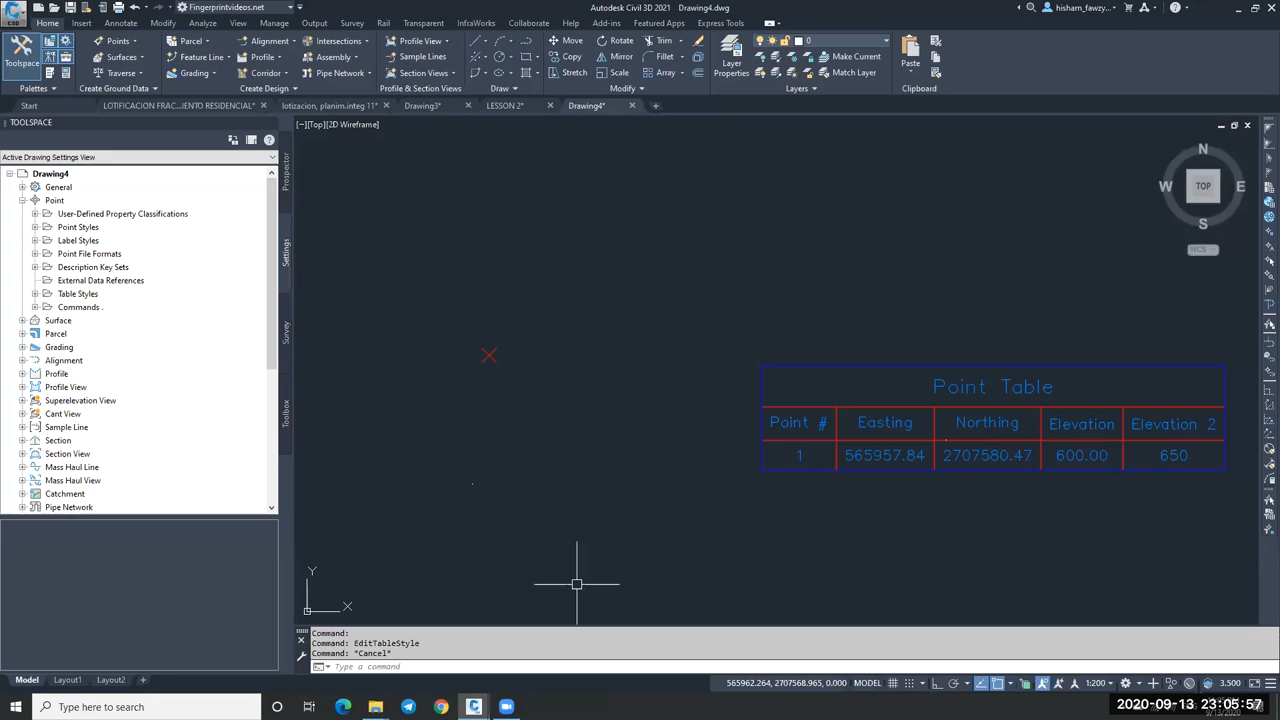 C3D
Fingerprintvideos.net
Autodesk Civil 3D 2021 Drawing4.dwg
hisham_fawzy...
Home Insert Annotate Modify Analyze View Manage Output Survey Rail Transparent InfraWorks Collaborate Help Add-ins Featured Apps Express Tools
Points Parcel Alignment Intersections Profile View Move Rotate Trim 0
Toolspace Surfaces Feature Line Profile Assembly Sample Lines Copy Mirror Fillet Layer Properties Make Current Paste
Traverse Grading Corridor Pipe Network Section Views Stretch Scale Array Match Layer
Palettes Create Ground Data Create Design Profile & Section Views Draw Modify Layers Clipboard
Start LOTIFICACION FRAC...IENTO RESIDENCIAL* lotizacion, planim.integ 11* Drawing3* LESSON 2* Drawing4*
TOOLSPACE
[−][Top][2D Wireframe]
Active Drawing Settings View
Drawing4
General
Point
User-Defined Property Classifications
Point Styles
Label Styles
Point File Formats
Description Key Sets
External Data References
Table Styles
Commands .
Surface
Parcel
Grading
Alignment
Profile
Profile View
Superelevation View
Cant View
Sample Line
Section
Section View
Mass Haul Line
Mass Haul View
Catchment
Pipe Network
Prospector
Settings
Survey
Toolbox
N
W TOP E
S
WCS
Point Table
Point # Easting Northing Elevation Elevation 2
1 565957.84 2707580.47 600.00 650
Y
X
Command:
Command: EditTableStyle
Command: *Cancel*
Type a command
Model Layout1 Layout2 +
565962.264, 2707568.965, 0.000 MODEL 1:200 3.500
Type here to search
2020-09-13 23:05:57